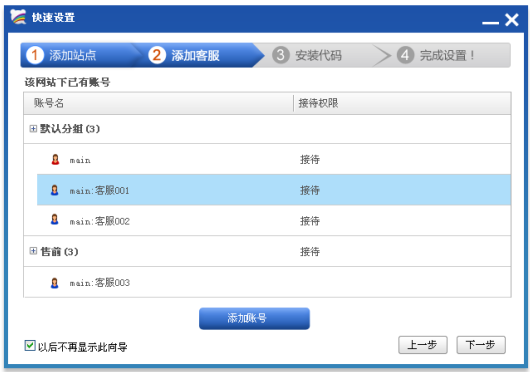 快速设置
1 添加站点 2 添加客服 3 安装代码 4 完成设置！
该网站下已有账号
账号名 接待权限
默认分组 (3)
main 接待
main:客服001 接待
main:客服002 接待
售前 (3) 接待
main:客服003
添加账号
以后不再显示此向导 上一步 下一步